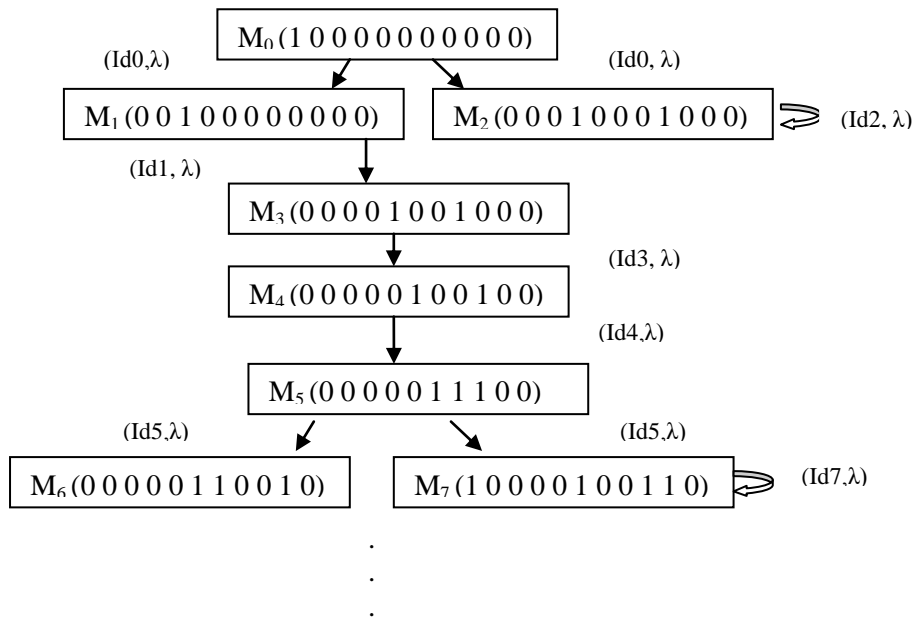 M₀(1 0 0 0 0 0 0 0 0 0 0)
(Id0,λ) (Id0, λ)
M₁(0 0 1 0 0 0 0 0 0 0 0) M₂(0 0 0 1 0 0 0 1 0 0 0) (Id2, λ)
(Id1, λ)
M₃(0 0 0 0 1 0 0 1 0 0 0)
(Id3, λ)
M₄(0 0 0 0 0 1 0 0 1 0 0)
(Id4,λ)
M₅(0 0 0 0 0 1 1 1 0 0)
(Id5,λ) (Id5,λ)
M₆(0 0 0 0 0 1 1 0 0 1 0) M₇(1 0 0 0 0 1 0 0 1 1 0) (Id7,λ)
.
.
.